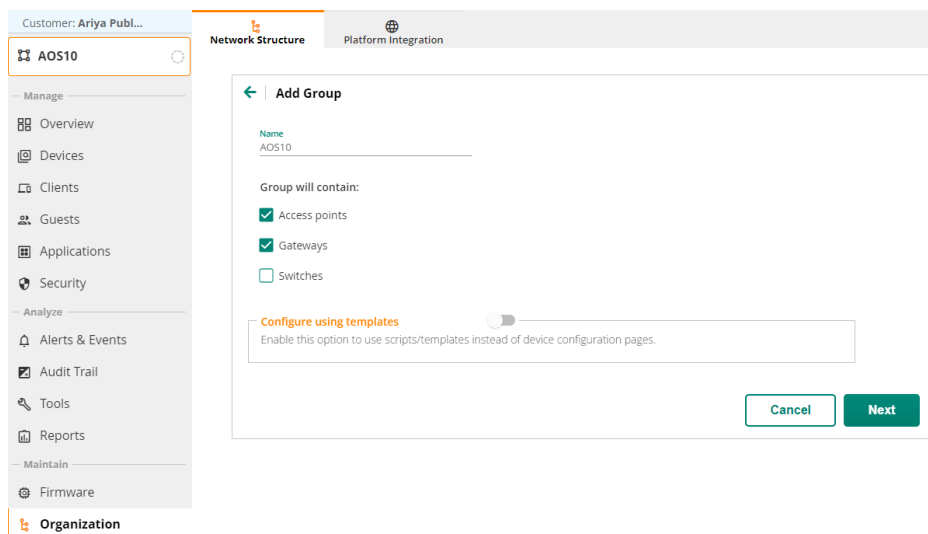 Customer: Ariya Publ...
AOS10
Manage
Overview
Devices
Clients
Guests
Applications
Security
Analyze
Alerts & Events
Audit Trail
Tools
Reports
Maintain
Firmware
Organization
Network Structure
Platform Integration
Add Group
Name
AOS10
Group will contain:
Access points
Gateways
Switches
Configure using templates
Enable this option to use scripts/templates instead of device configuration pages.
Cancel
Next